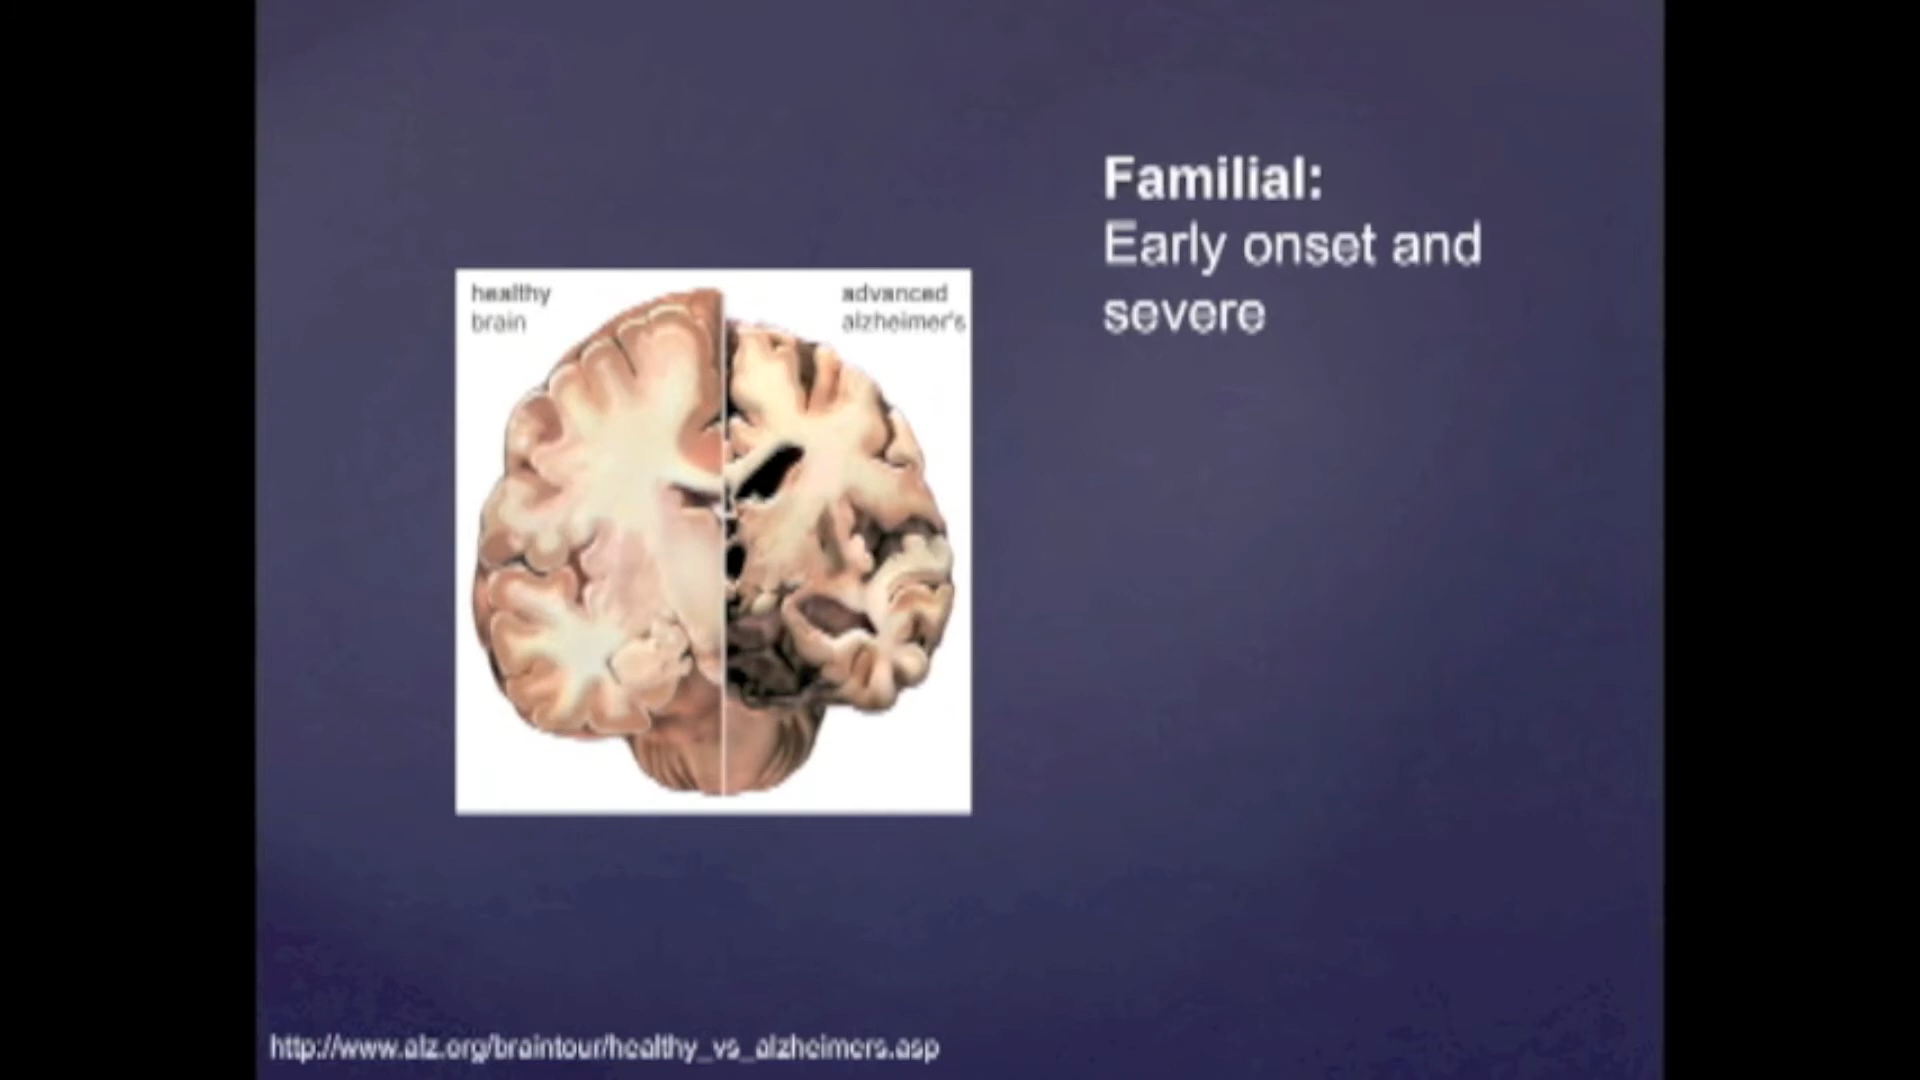 Familial:
Early onset and
severe
healthy
brain
advanced
alzheimer's
http://www.alz.org/braintour/healthy_vs_alzheimers.asp